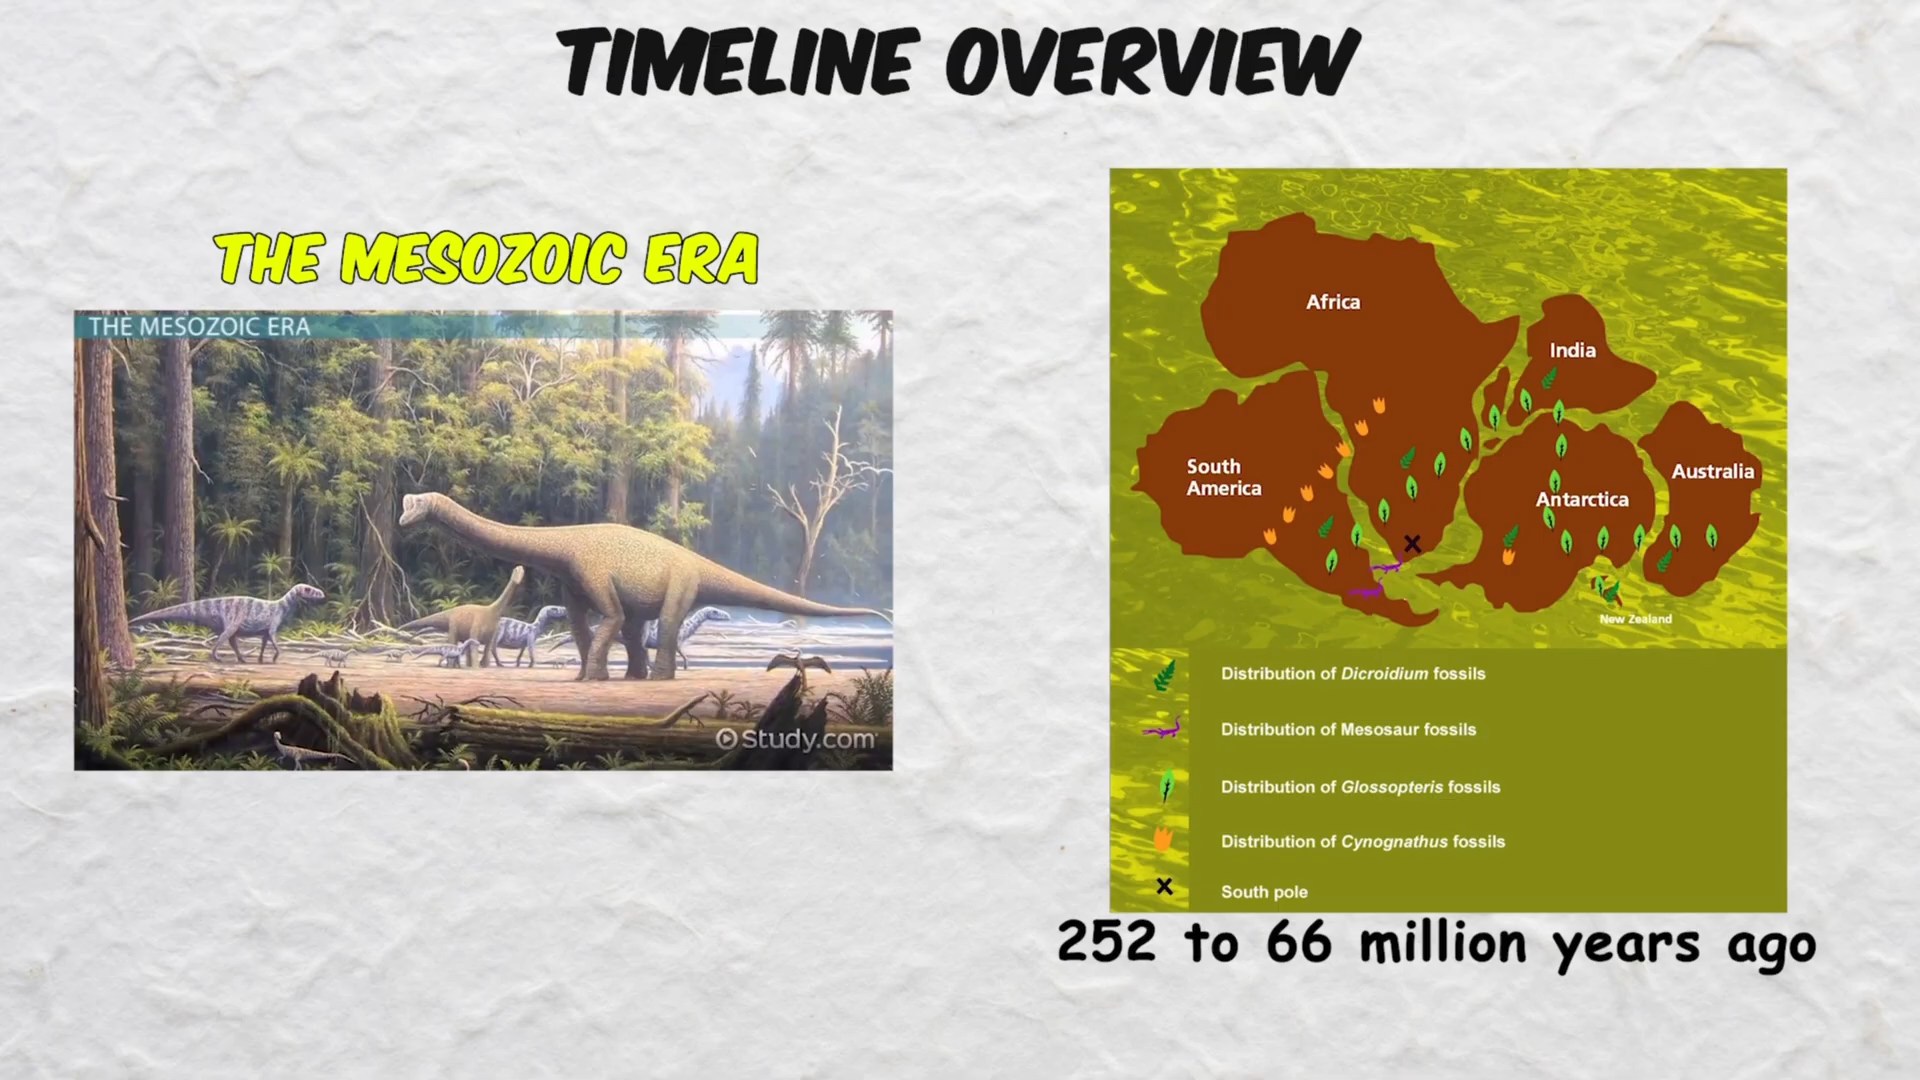 TIMELINE OVERVIEW
THE MESOZOIC ERA
THE MESOZOIC ERA
Study.com
Africa
India
South
America
Antarctica
Australia
New Zealand
Distribution of Dicroidium fossils
Distribution of Mesosaur fossils
Distribution of Glossopteris fossils
Distribution of Cynognathus fossils
South pole
252 to 66 million years ago